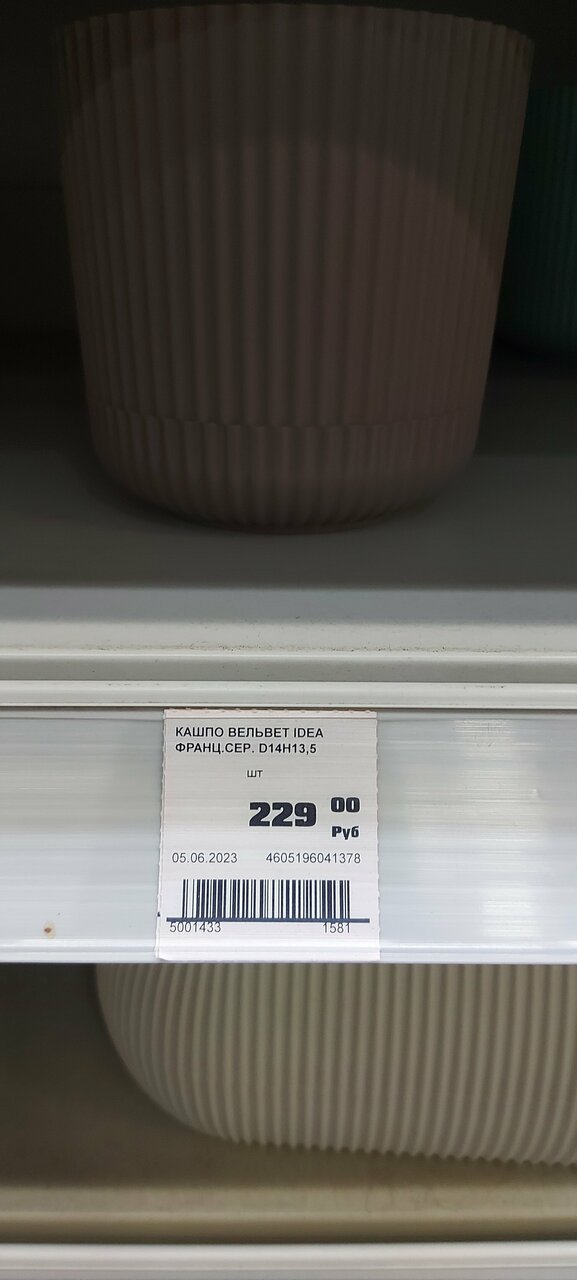 КАШПО ВЕЛЬВЕТ IDEA
ФРАНЦ.СЕР. D14H13,5
шт
229 00
Руб
05.06.2023 4605196041378
5001433 1581